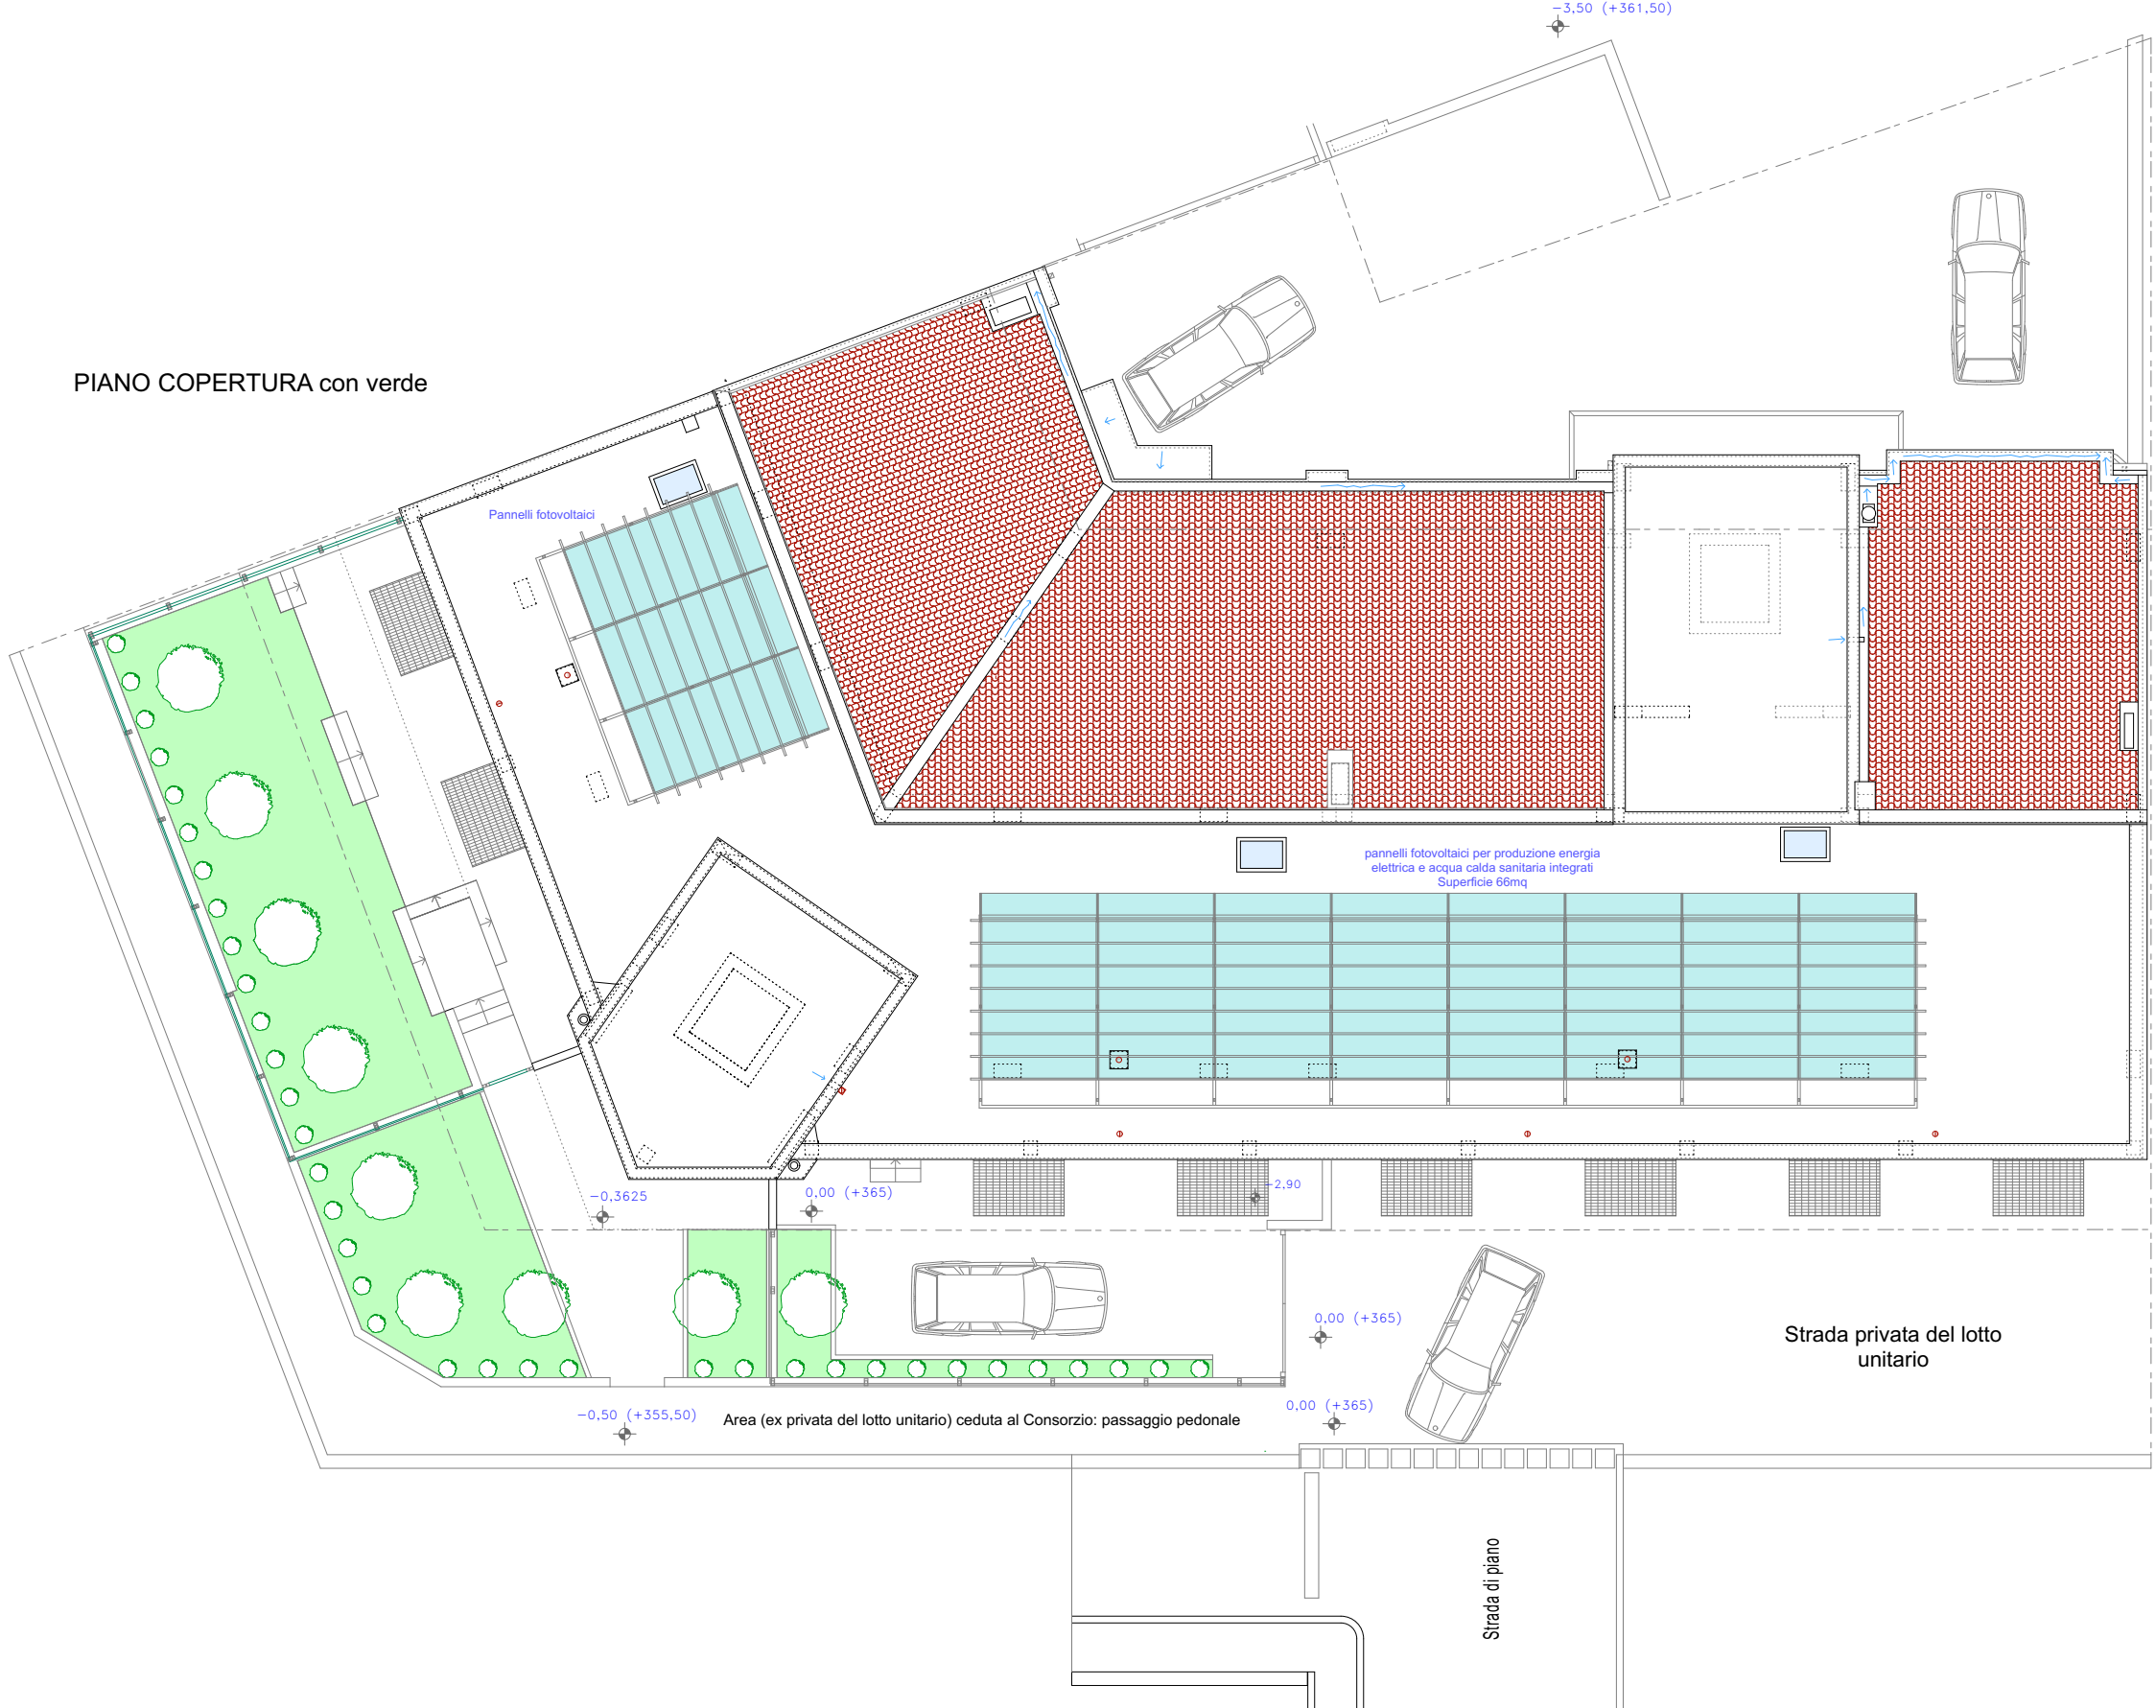 −3,50 (+361,50)
PIANO COPERTURA con verde
Pannelli fotovoltaici
pannelli fotovoltaici per produzione energia
elettrica e acqua calda sanitaria integrati
Superficie 66mq
−0,3625
0,00 (+365)
−2,90
0,00 (+365)
Strada privata del lotto
unitario
0,00 (+365)
−0,50 (+355,50)
Area (ex privata del lotto unitario) ceduta al Consorzio: passaggio pedonale
Strada di piano